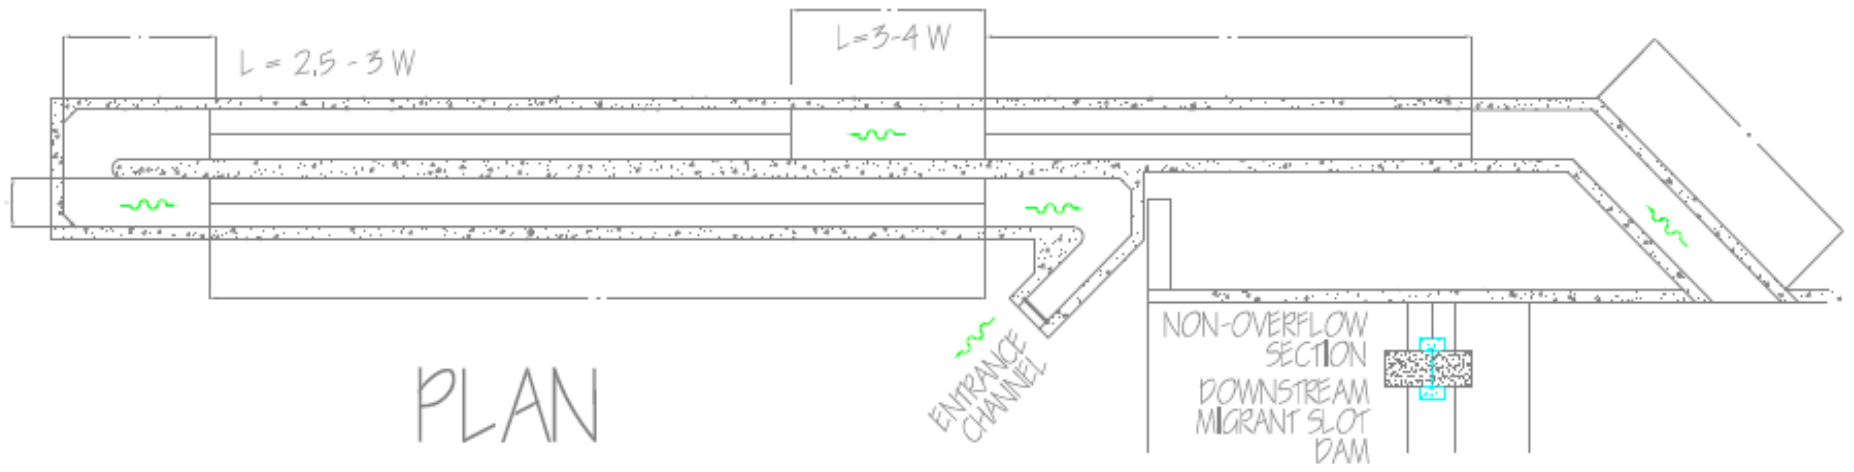 L = 2,5 - 3 W
L=3-4 W
ENTRANCE
CHANNEL
NON-OVERFLOW
SECTION
DOWNSTREAM
MIGRANT SLOT
DAM
PLAN